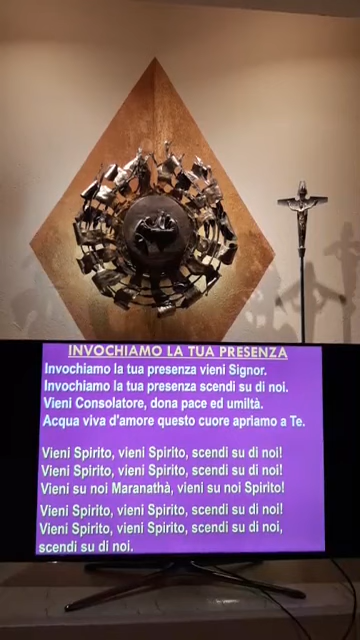 INVOCHIAMO LA TUA PRESENZA
Invochiamo la tua presenza vieni Signor.
Invochiamo la tua presenza scendi su di noi.
Vieni Consolatore, dona pace ed umiltà.
Acqua viva d'amore questo cuore apriamo a Te.
Vieni Spirito, vieni Spirito, scendi su di noi!
Vieni Spirito, vieni Spirito, scendi su di noi!
Vieni su noi Maranathà, vieni su noi Spirito!
Vieni Spirito, vieni Spirito, scendi su di noi!
Vieni Spirito, vieni Spirito, scendi su di noi,
scendi su di noi.